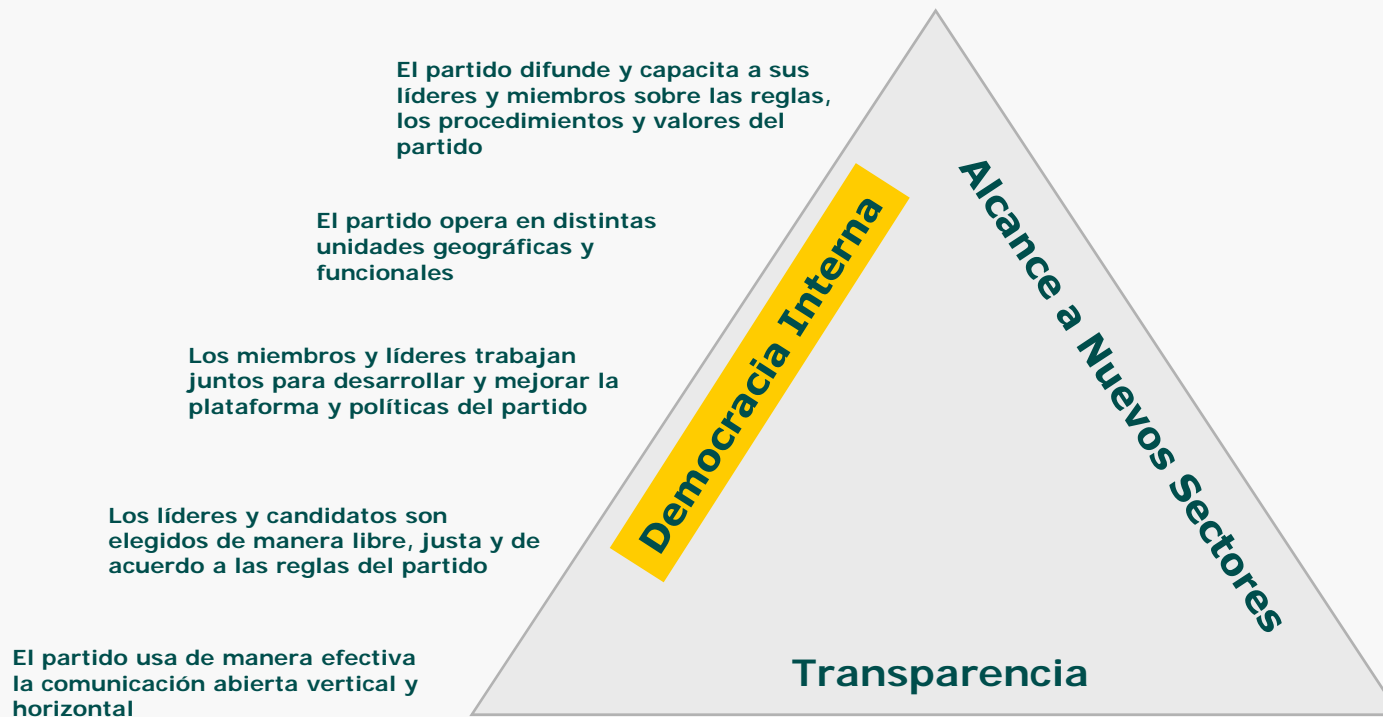 El partido difunde y capacita a sus
líderes y miembros sobre las reglas,
los procedimientos y valores del
partido
El partido opera en distintas
unidades geográficas y
funcionales
Los miembros y líderes trabajan
juntos para desarrollar y mejorar la
plataforma y políticas del partido
Los líderes y candidatos son
elegidos de manera libre, justa y de
acuerdo a las reglas del partido
El partido usa de manera efectiva
la comunicación abierta vertical y
horizontal
Democracia Interna
Alcance a Nuevos Sectores
Transparencia